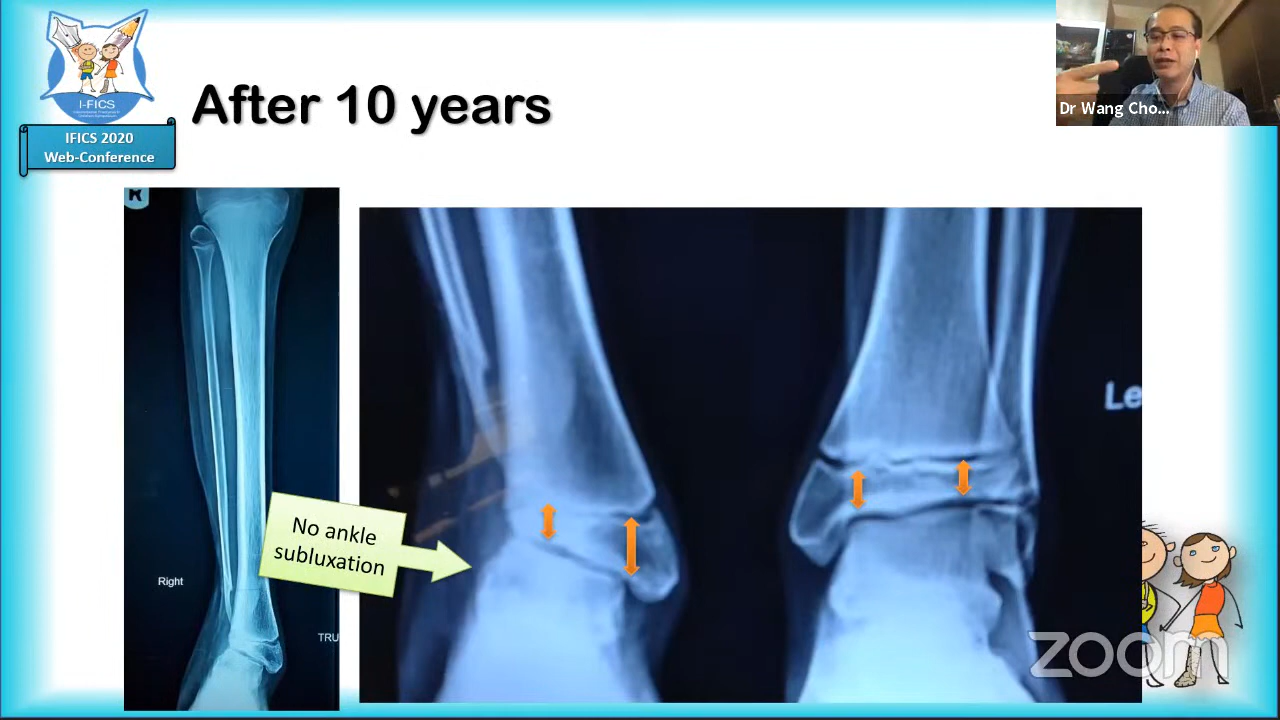 I-FICS
IFICS 2020
Web-Conference
After 10 years
Dr Wang Cho...
R
No ankle
subluxation
Right
TRU
Le
zoom